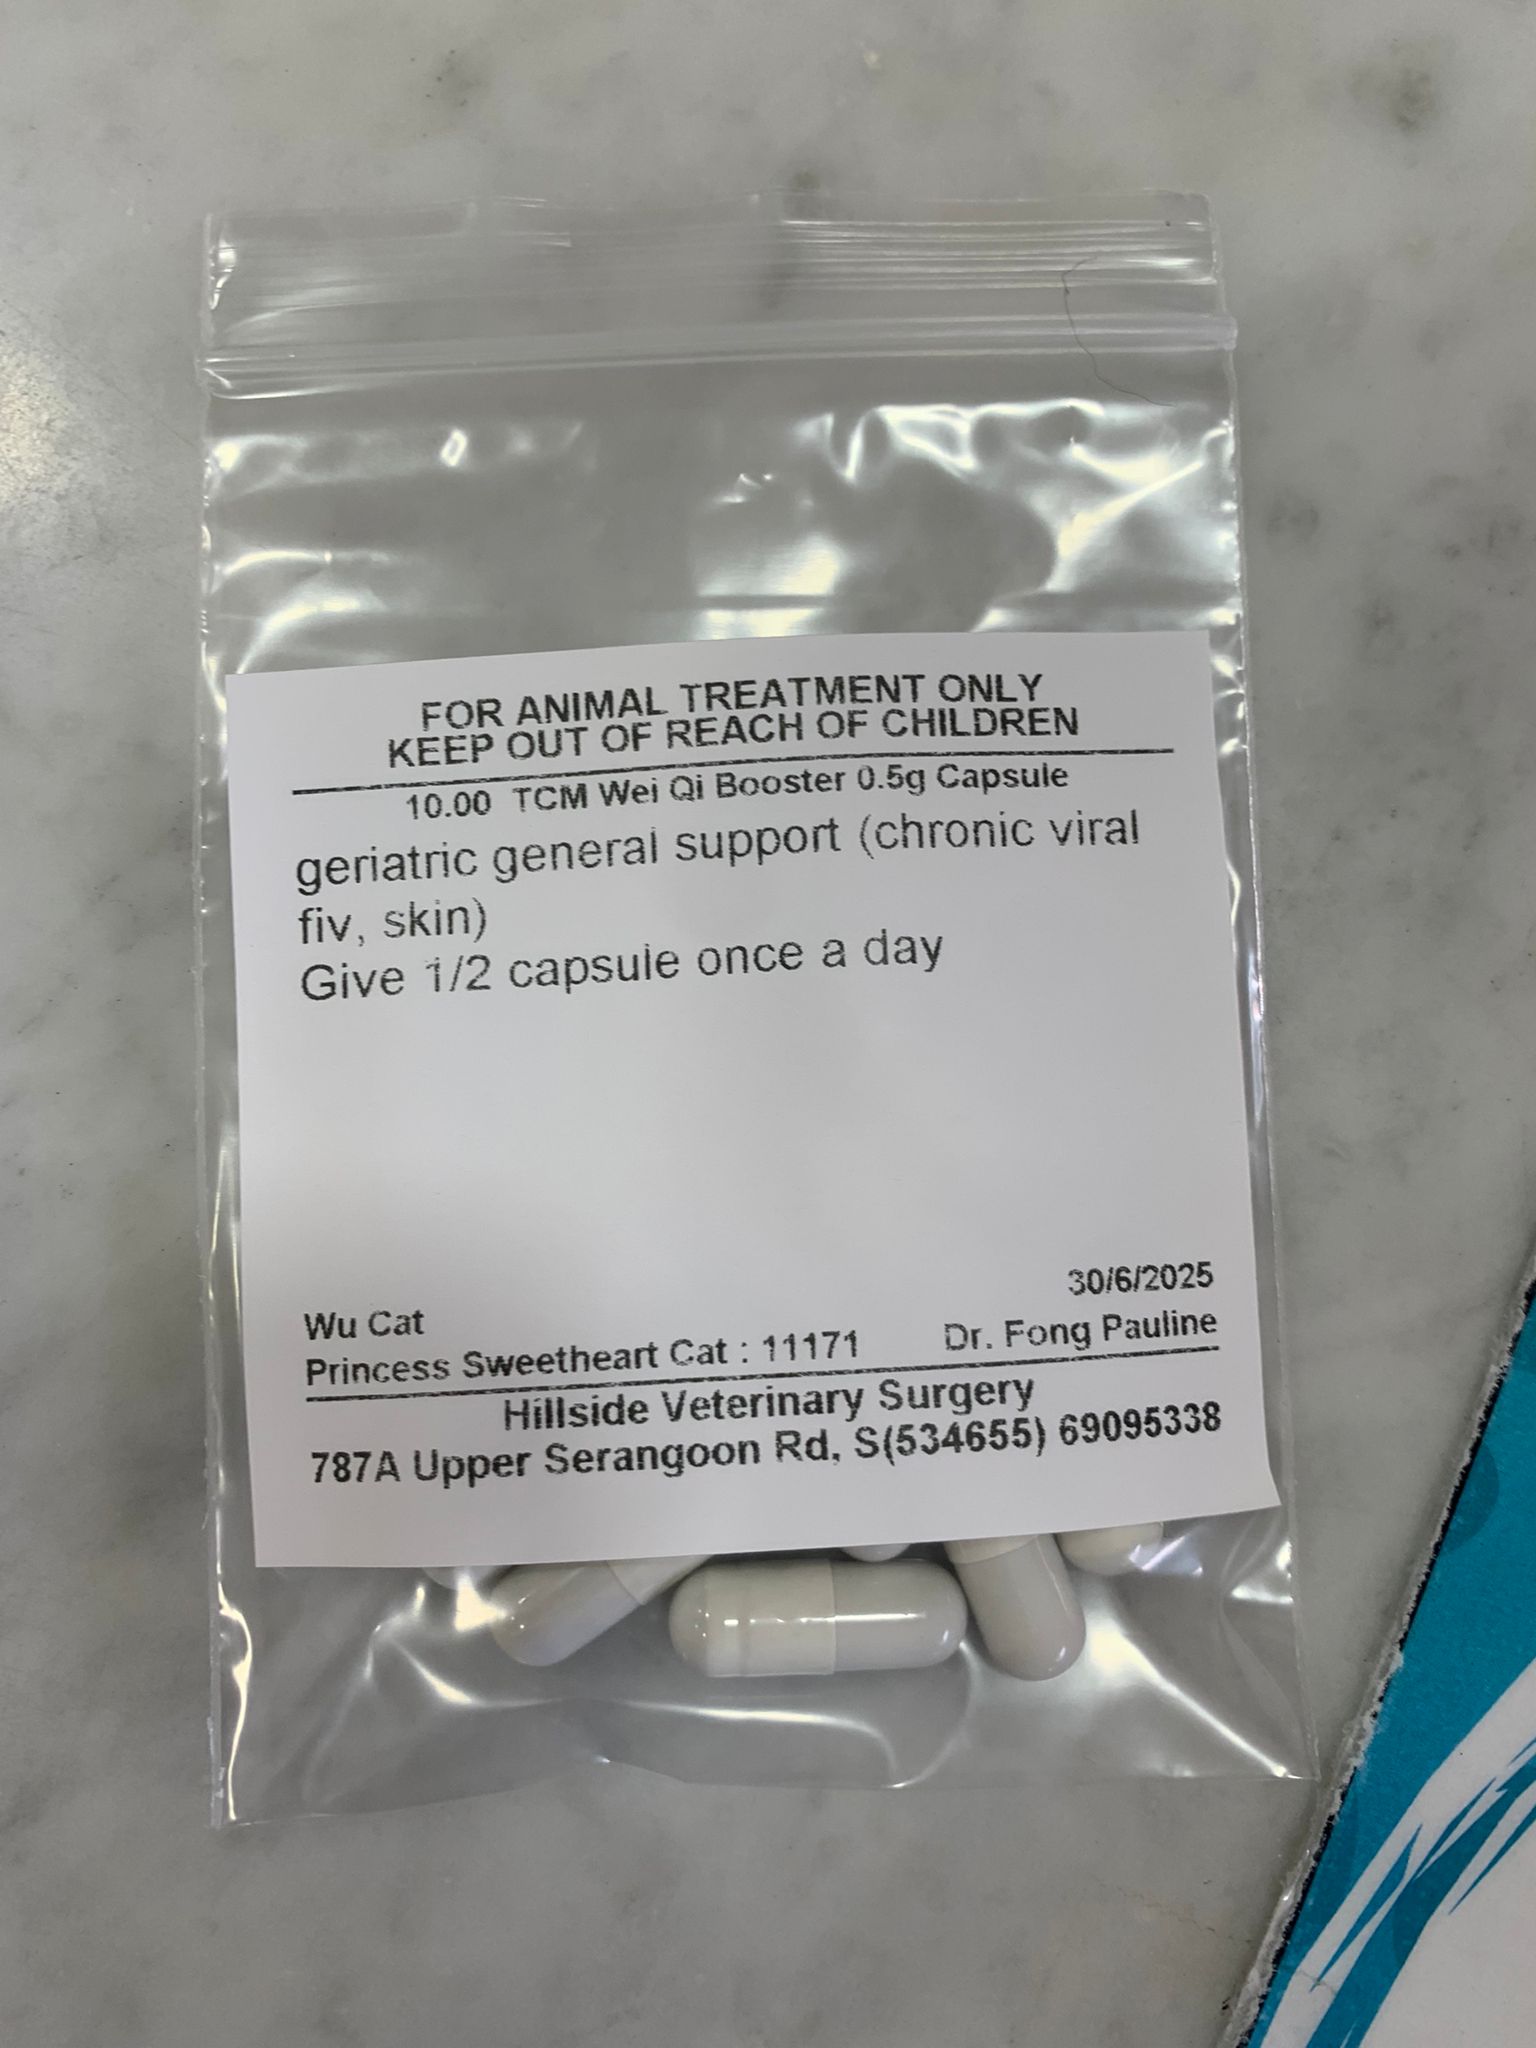 FOR ANIMAL TREATMENT ONLY
KEEP OUT OF REACH OF CHILDREN
10.00 TCM Wei Qi Booster 0.5g Capsule
geriatric general support (chronic viral
fiv, skin)
Give 1/2 capsule once a day
30/6/2025
Wu Cat
Princess Sweetheart Cat : 11171 Dr. Fong Pauline
Hillside Veterinary Surgery
787A Upper Serangoon Rd, S(534655) 69095338